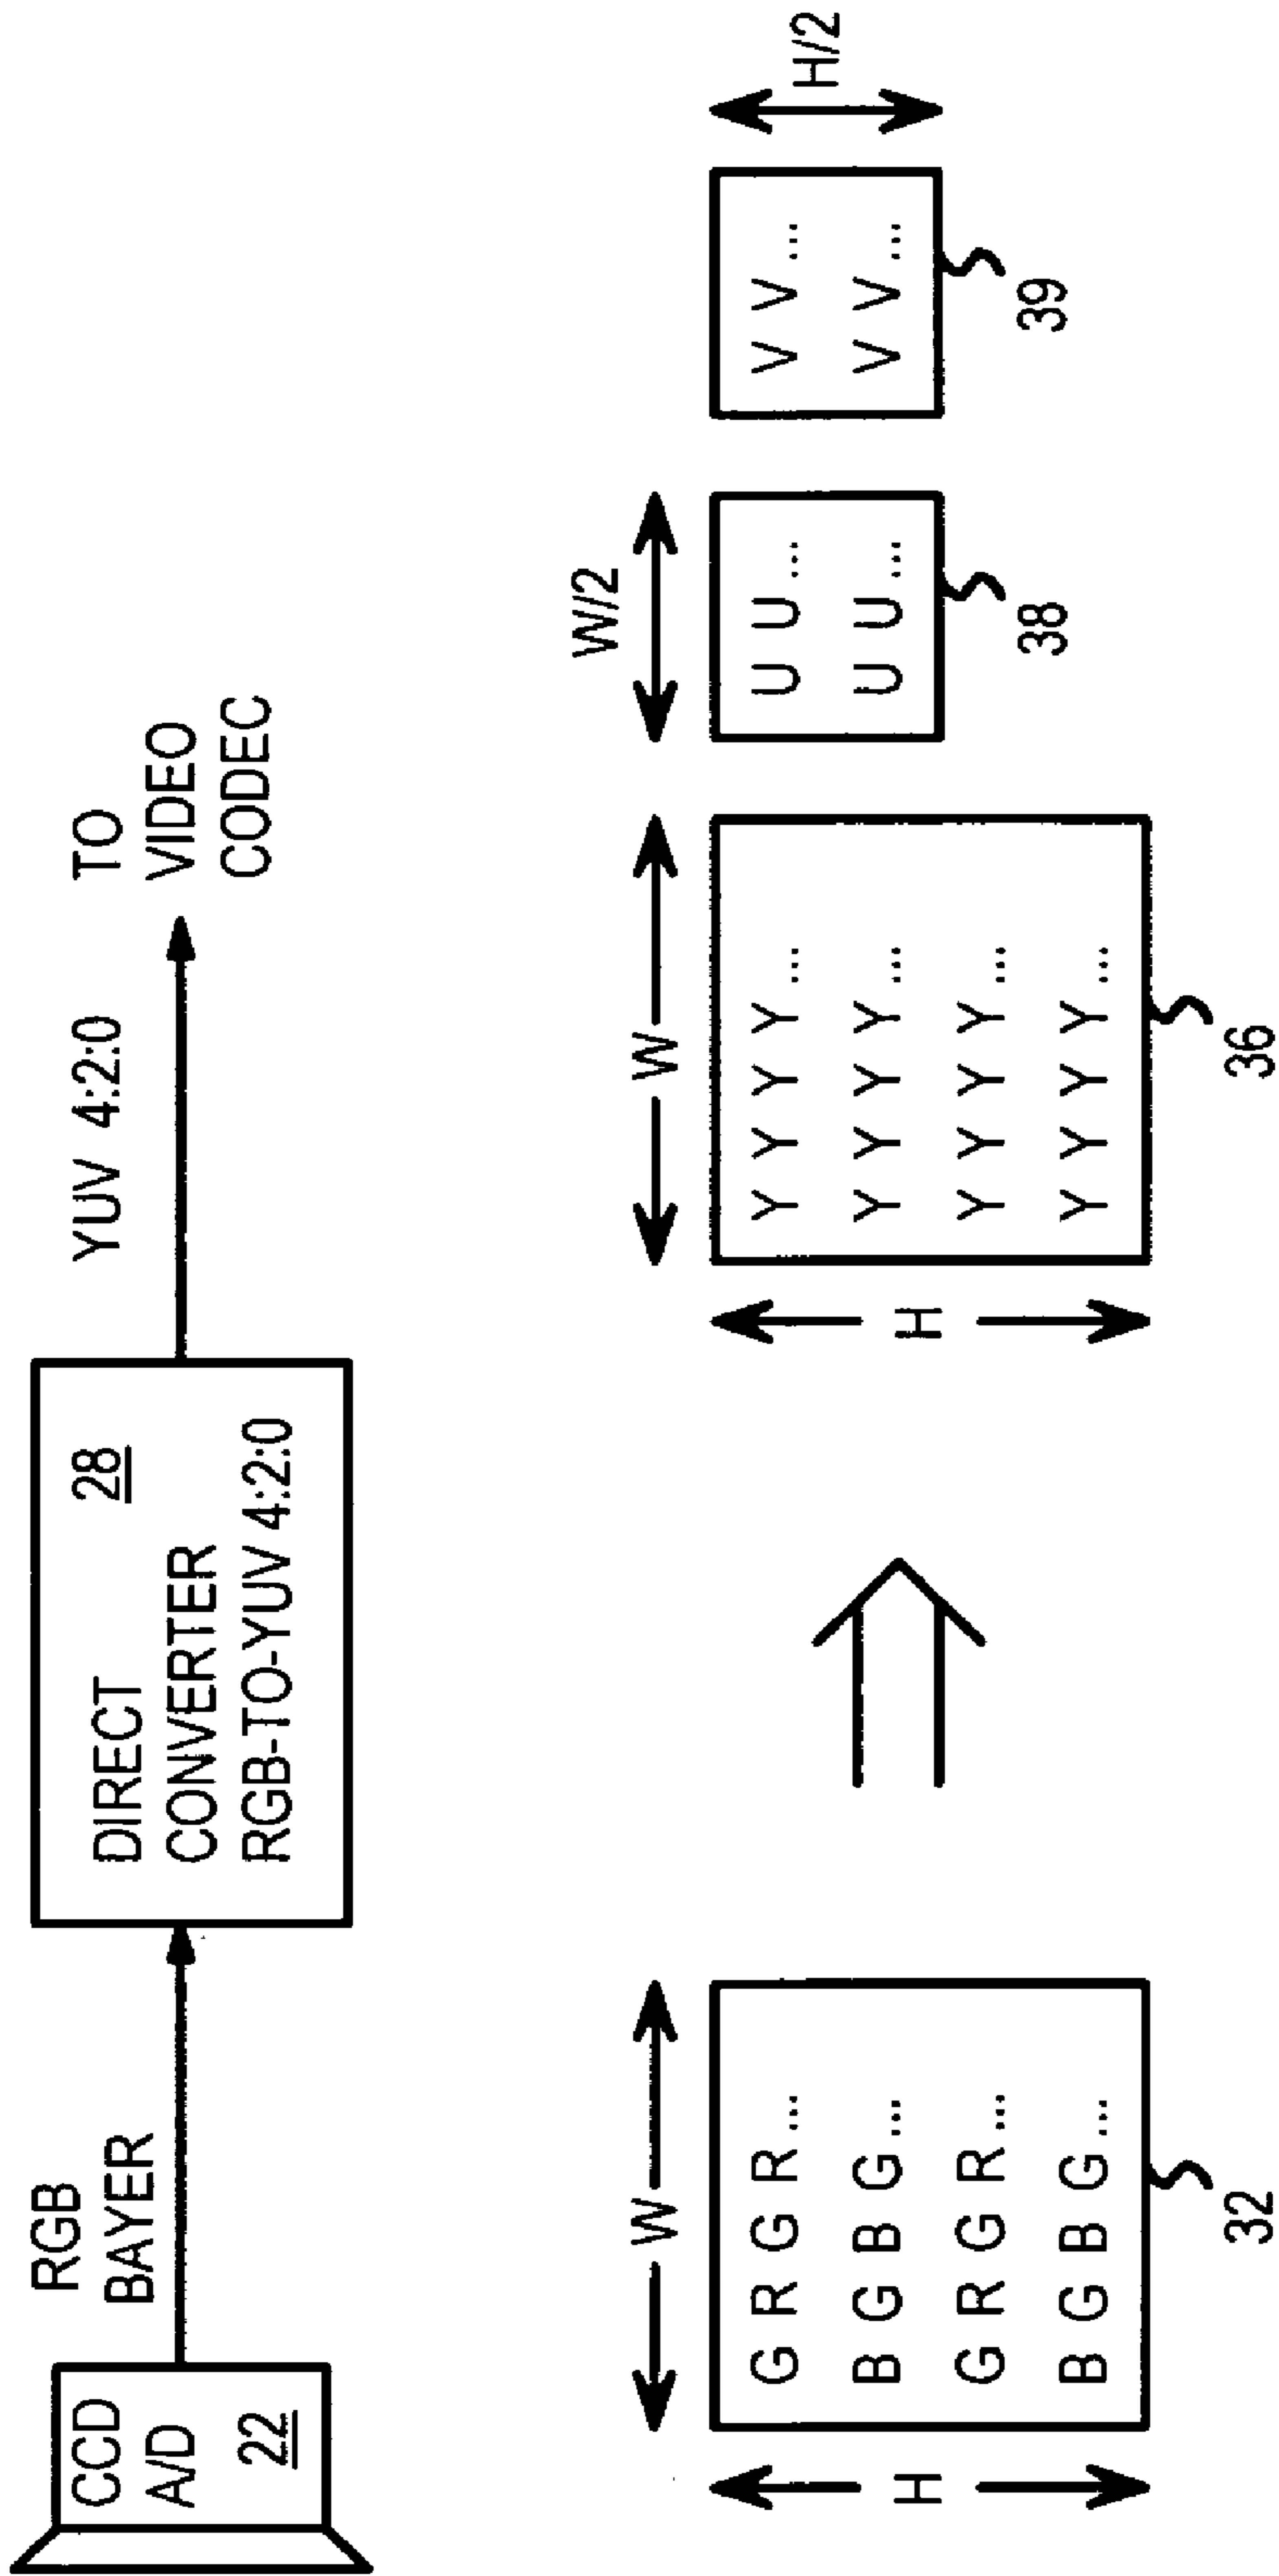 CCD
A/D
22
RGB
BAYER
DIRECT 28
CONVERTER
RGB-TO-YUV 4:2:0
YUV 4:2:0
TO
VIDEO
CODEC
W
H
G R G R...
B G B G...
G R G R...
B G B G...
32
W
H
Y Y Y Y...
Y Y Y Y...
Y Y Y Y...
Y Y Y Y...
36
W/2
U U...
U U...
38
V V...
V V...
39
H/2